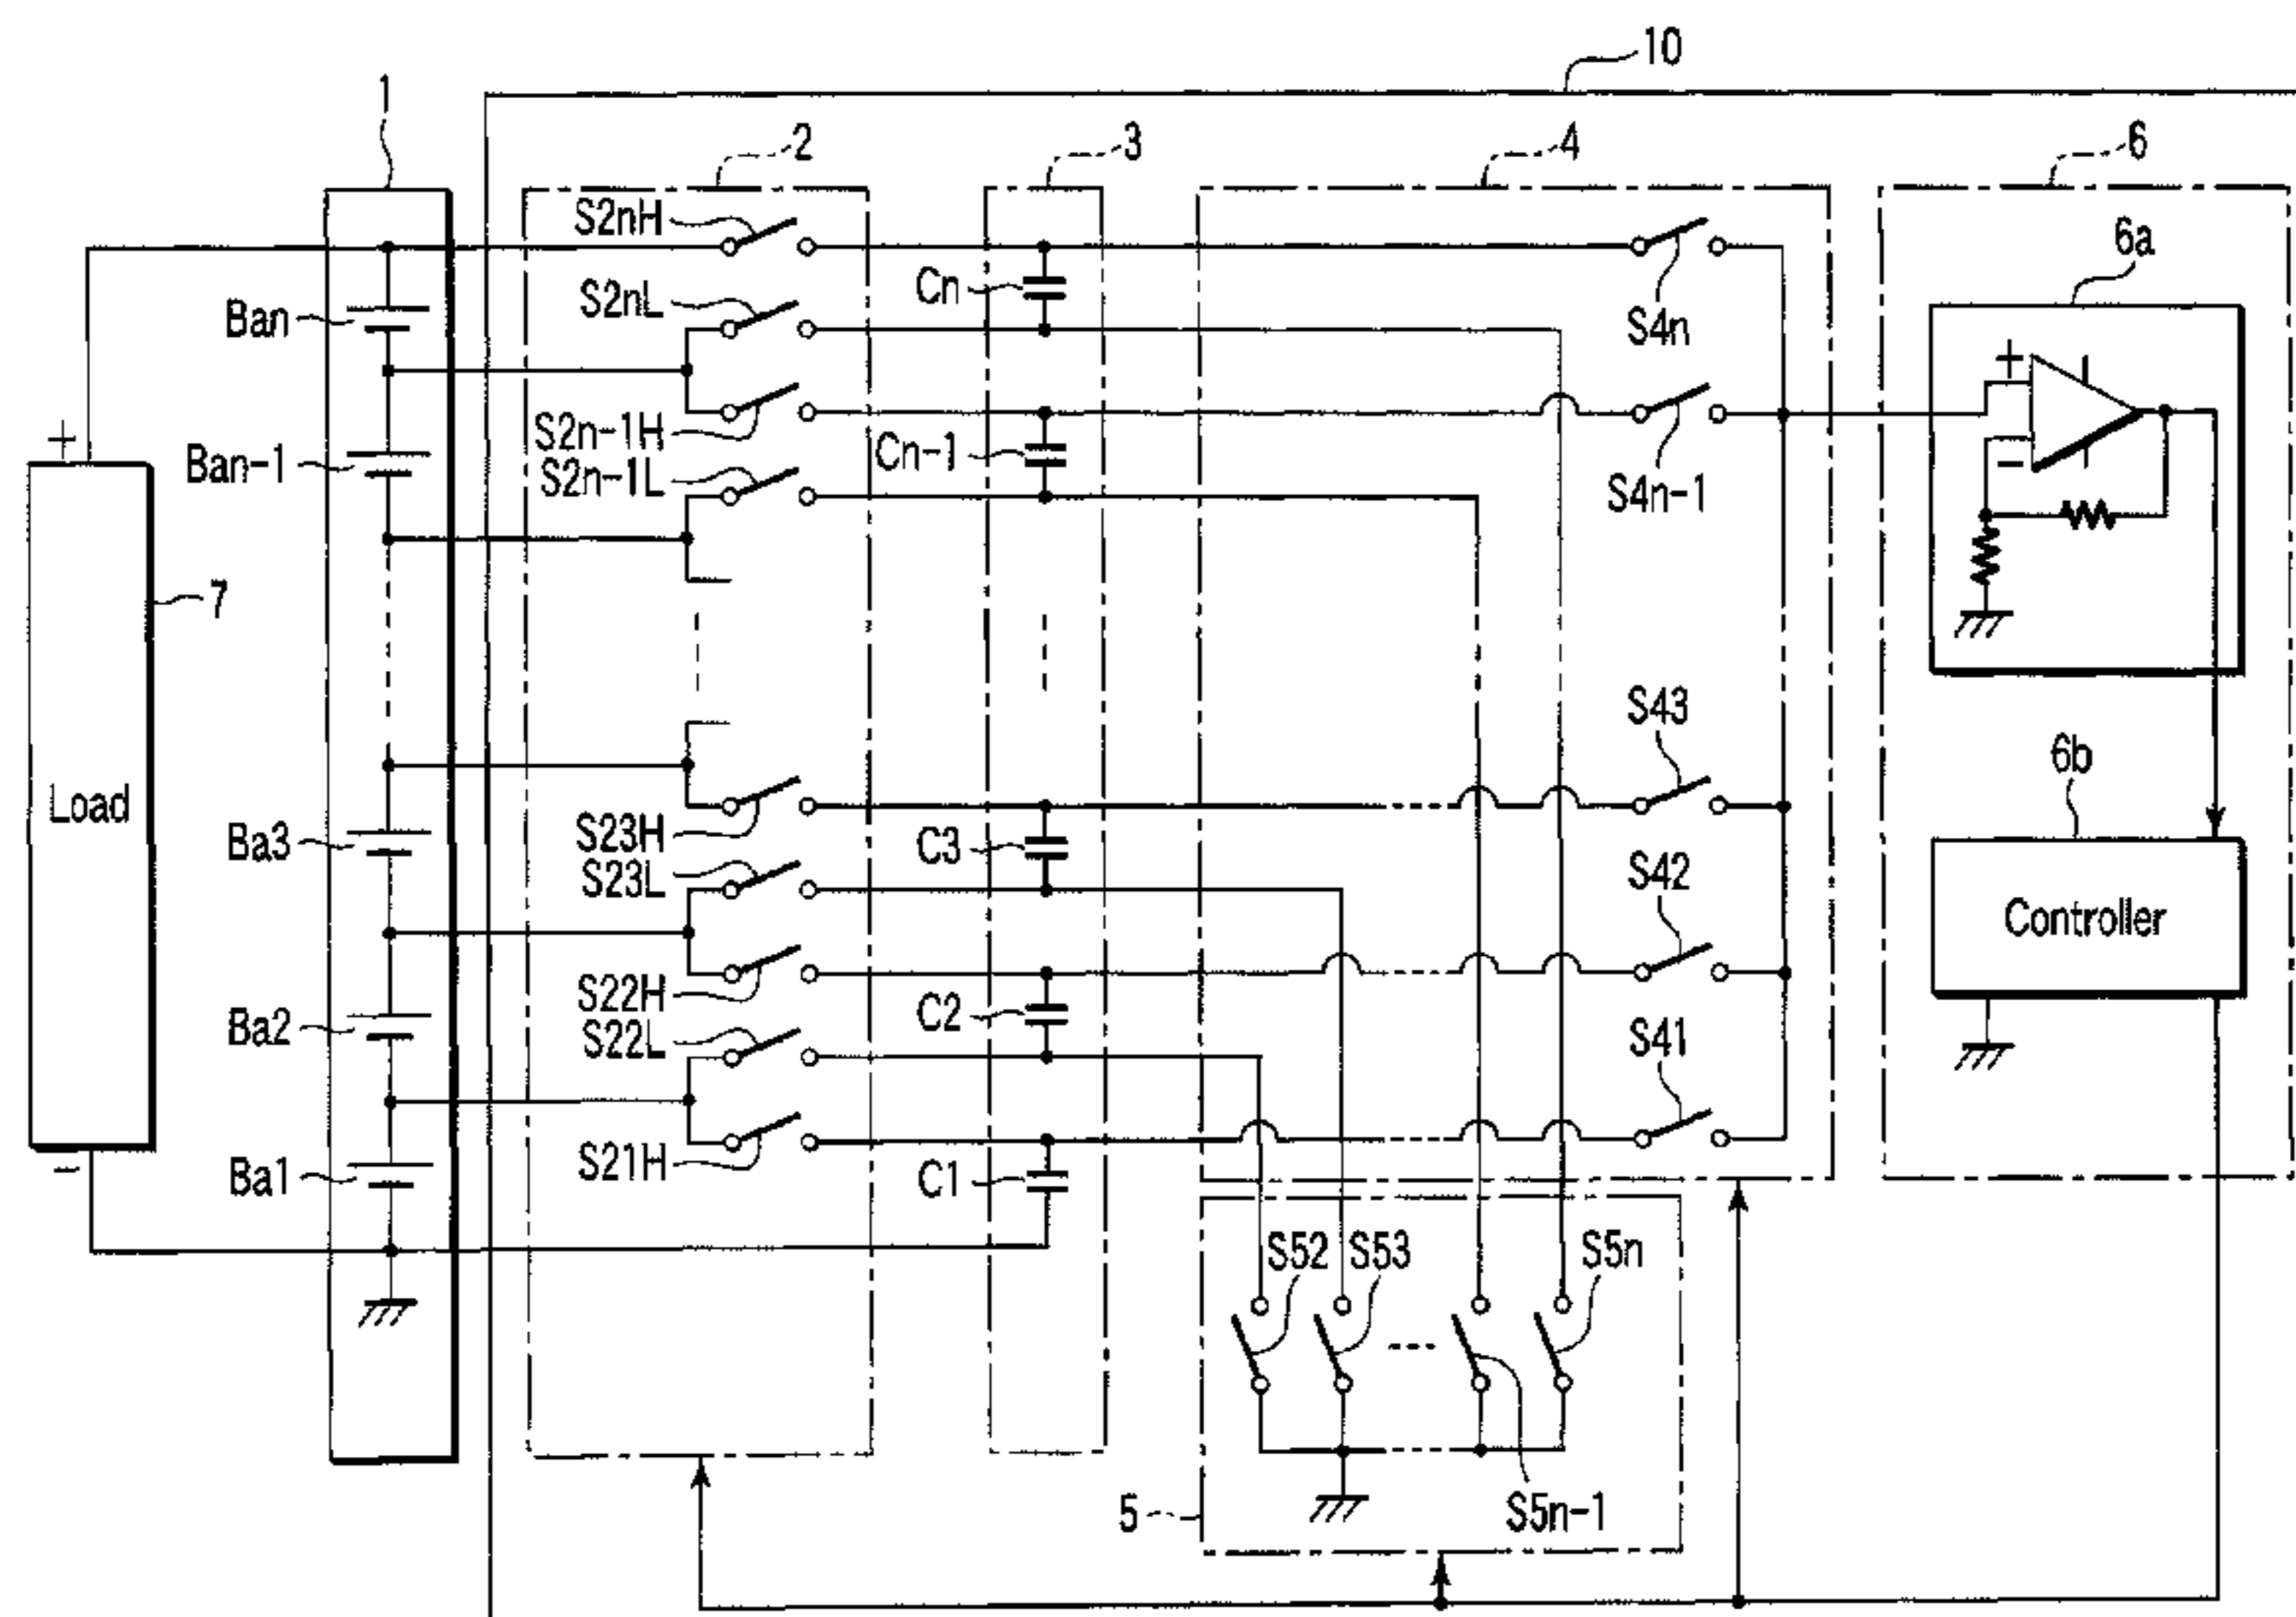 10
1
2
3
4
6
S2nH
6a
Cn
S2nL
S4n
Ban
+
S2n-1H
Cn-1
+
Ban-1
S2n-1L
S4n-1
−
7
S43
6b
Load
S23H
C3
Ba3
S23L
S42
Controller
S22H
C2
Ba2
S22L
S41
−
S21H
C1
Ba1
S52
S53
S5n
5
S5n-1